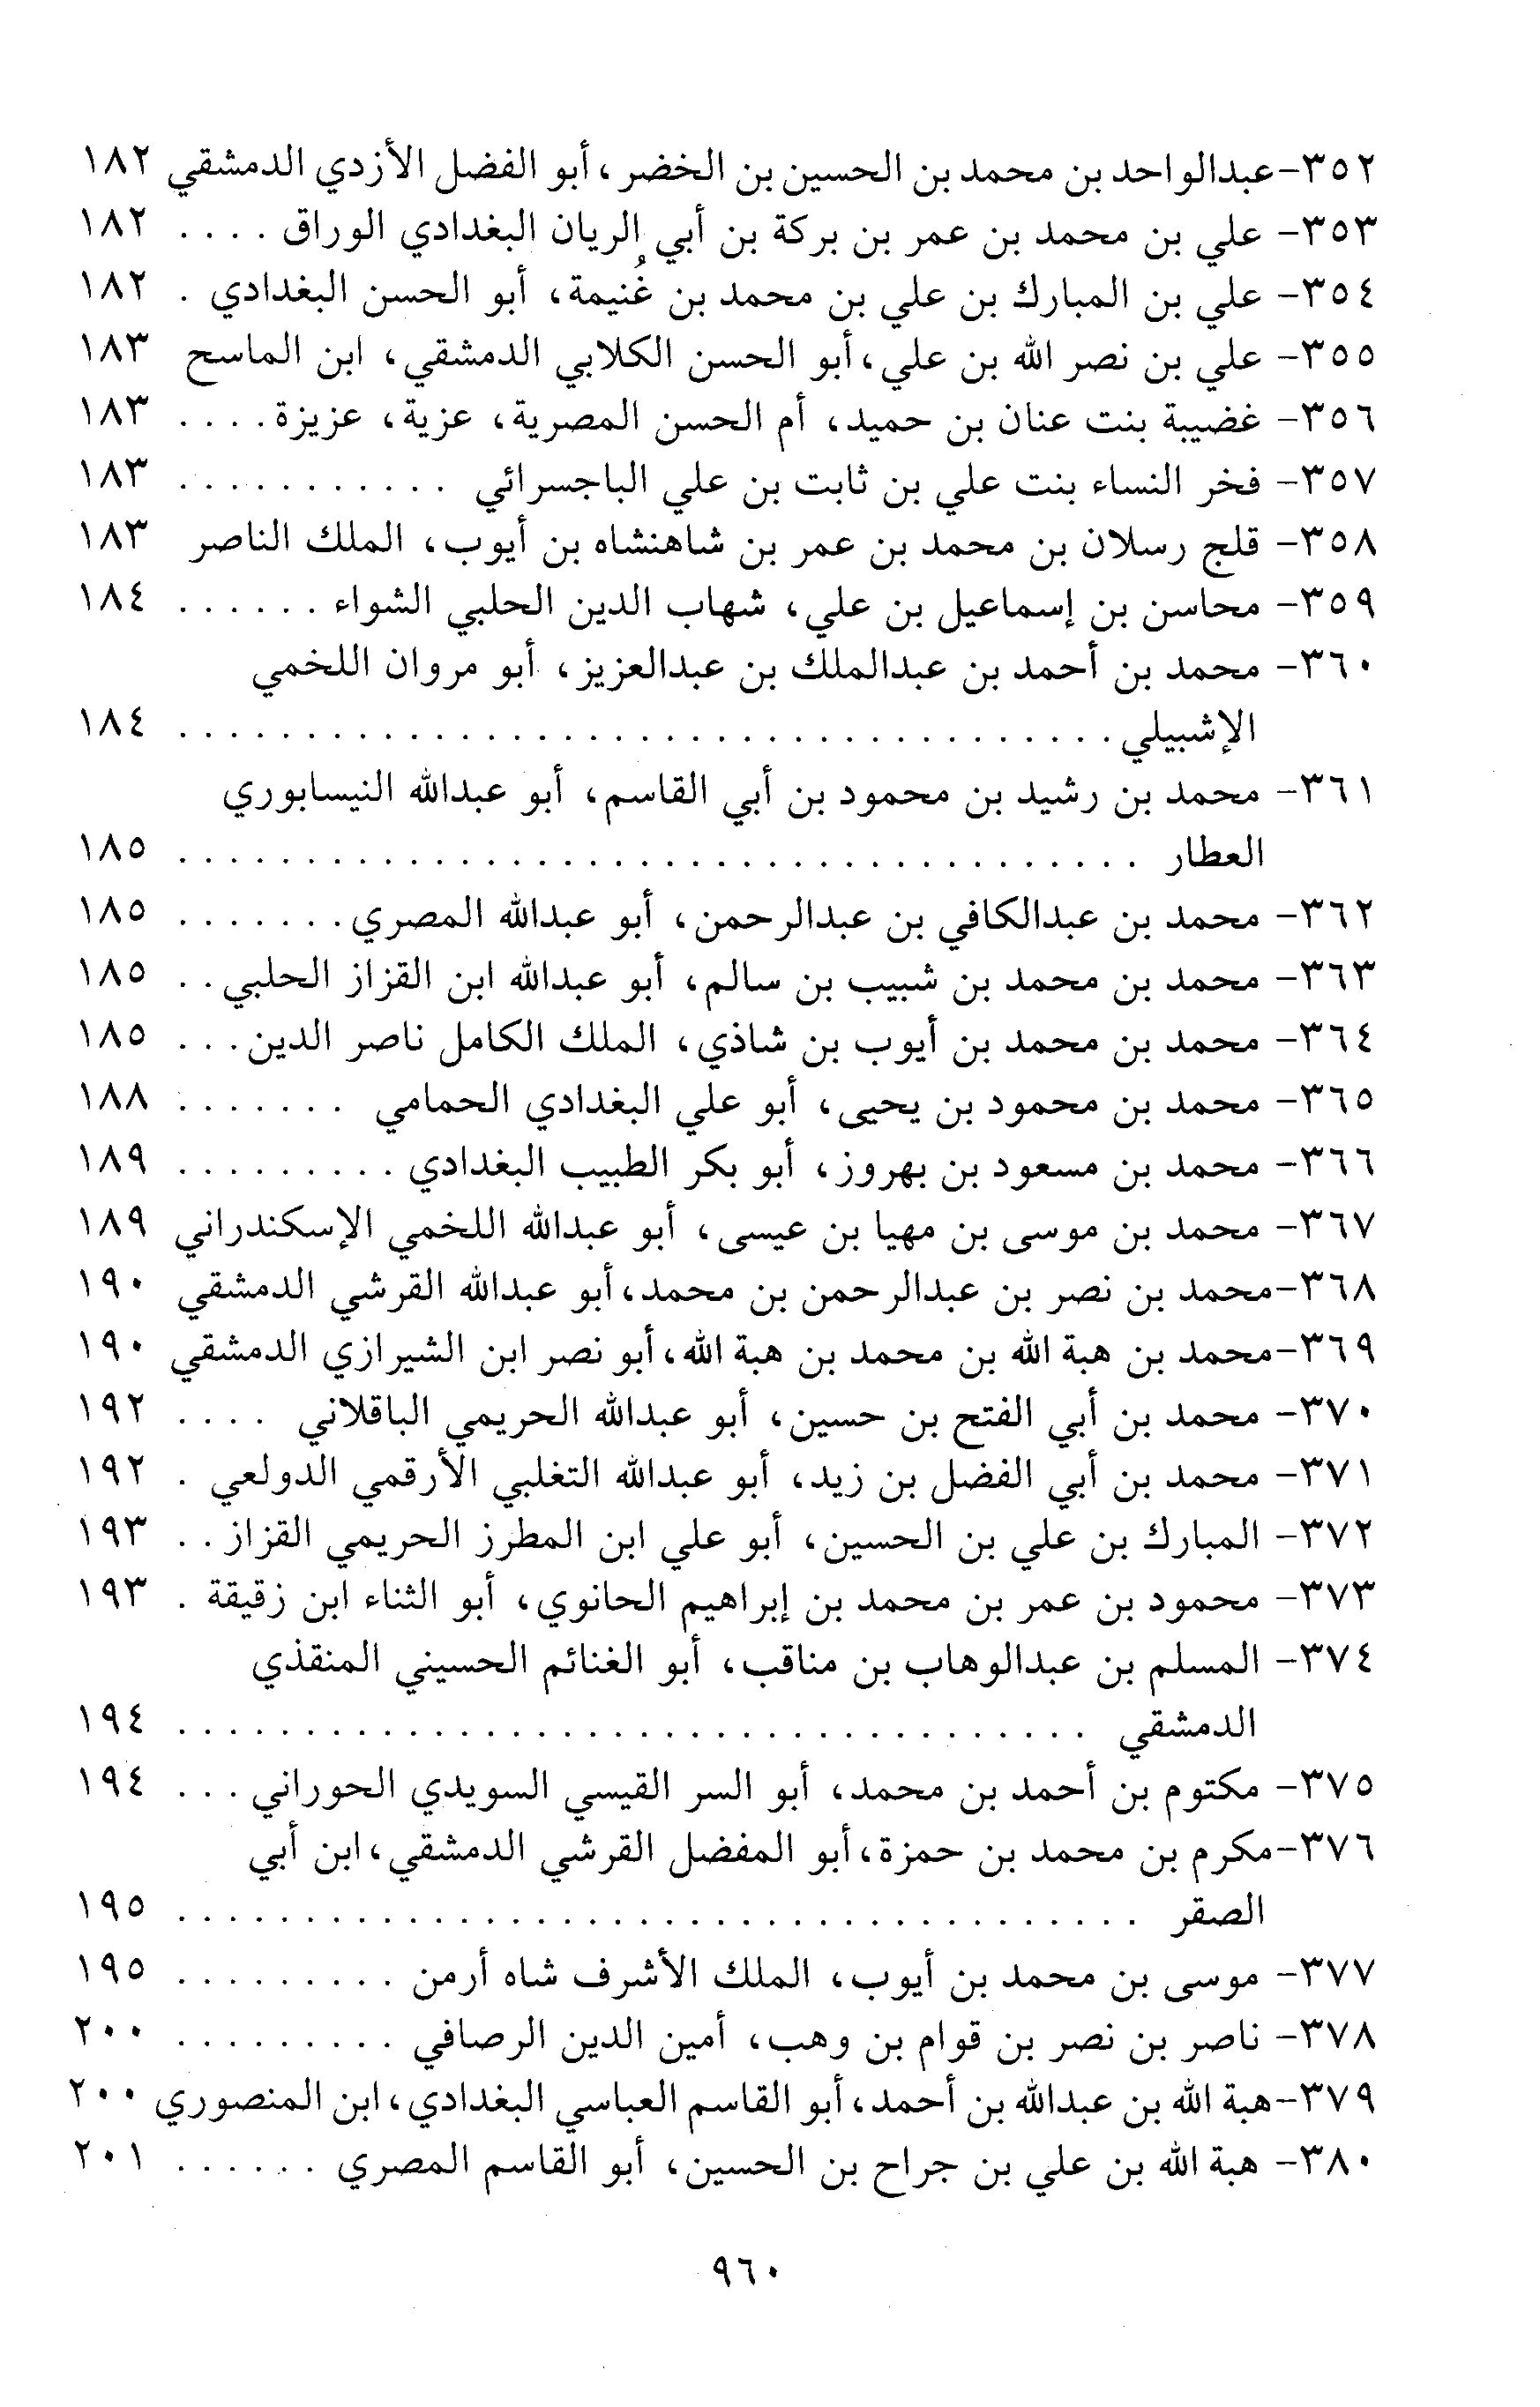 ٣٥٢-عبدالواحد بن محمد بن الحسين بن الخضر، أبو الفضل الأزدي الدمشقي ١٨٢
٣٥٣- علي بن محمد بن عمر بن بركة بن أبي الريان البغدادي الوراق . . . . ١٨٢
٣٥٤- علي بن المبارك بن علي بن محمد بن غُنيمة، أبو الحسن البغدادي . ١٨٢
٣٥٥- علي بن نصر الله بن علي، أبو الحسن الكلابي الدمشقي، ابن الماسح ١٨٣
٣٥٦- غضيبة بنت عنان بن حميد، أم الحسن المصرية، عزية، عزيزة . . . . ١٨٣
٣٥٧- فخر النساء بنت علي بن ثابت بن علي الباجسرائي . . . . . . . . . . . ١٨٣
٣٥٨- قلج رسلان بن محمد بن عمر بن شاهنشاه بن أيوب، الملك الناصر ١٨٣
٣٥٩- محاسن بن إسماعيل بن علي، شهاب الدين الحلبي الشواء . . . . . . ١٨٤
٣٦٠- محمد بن أحمد بن عبدالملك بن عبدالعزيز، أبو مروان اللخمي
الإشبيلي . . . . . . . . . . . . . . . . . . . . . . . . . . . . . . . . . . . . . ١٨٤
٣٦١- محمد بن رشيد بن محمود بن أبي القاسم، أبو عبدالله النيسابوري
العطار . . . . . . . . . . . . . . . . . . . . . . . . . . . . . . . . . . . . . . ١٨٥
٣٦٢- محمد بن عبدالكافي بن عبدالرحمن، أبو عبدالله المصري . . . . . . . ١٨٥
٣٦٣- محمد بن محمد بن شبيب بن سالم، أبو عبدالله ابن القزاز الحلبي . . ١٨٥
٣٦٤- محمد بن محمد بن أيوب بن شاذي، الملك الكامل ناصر الدين . . . ١٨٥
٣٦٥- محمد بن محمود بن يحيى، أبو علي البغدادي الحمامي . . . . . . . ١٨٨
٣٦٦- محمد بن مسعود بن بهروز، أبو بكر الطبيب البغدادي . . . . . . . . . ١٨٩
٣٦٧- محمد بن موسى بن مهيا بن عيسى، أبو عبدالله اللخمي الإسكندراني ١٨٩
٣٦٨-محمد بن نصر بن عبدالرحمن بن محمد، أبو عبدالله القرشي الدمشقي ١٩٠
٣٦٩-محمد بن هبة الله بن محمد بن هبة الله، أبو نصر ابن الشيرازي الدمشقي ١٩٠
٣٧٠- محمد بن أبي الفتح بن حسين، أبو عبدالله الحريمي الباقلاني . . . . ١٩٢
٣٧١- محمد بن أبي الفضل بن زيد، أبو عبدالله التغلبي الأرقمي الدولعي . ١٩٢
٣٧٢- المبارك بن علي بن الحسين، أبو علي ابن المطرز الحريمي القزاز . . ١٩٣
٣٧٣- محمود بن عمر بن محمد بن إبراهيم الحانوي، أبو الثناء ابن زقيقة . ١٩٣
٣٧٤- المسلم بن عبدالوهاب بن مناقب، أبو الغنائم الحسيني المنقذي
الدمشقي . . . . . . . . . . . . . . . . . . . . . . . . . . . . . . . . . . . . ١٩٤
٣٧٥- مكتوم بن أحمد بن محمد، أبو السر القيسي السويدي الحوراني . . . ١٩٤
٣٧٦-مكرم بن محمد بن حمزة، أبو المفضل القرشي الدمشقي، ابن أبي
الصقر . . . . . . . . . . . . . . . . . . . . . . . . . . . . . . . . . . . . . . ١٩٥
٣٧٧- موسى بن محمد بن أيوب، الملك الأشرف شاه أرمن . . . . . . . . . ١٩٥
٣٧٨- ناصر بن نصر بن قوام بن وهب، أمين الدين الرصافي . . . . . . . . . ٢٠٠
٣٧٩-هبة الله بن عبدالله بن أحمد، أبو القاسم العباسي البغدادي، ابن المنصوري ٢٠٠
٣٨٠- هبة الله بن علي بن جراح بن الحسين، أبو القاسم المصري . . . . . . ٢٠١
٩٦٠